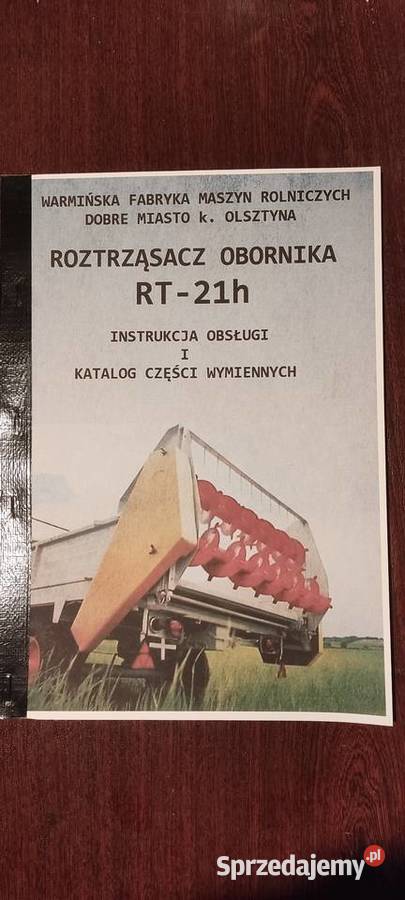 WARMIŃSKA FABRYKA MASZYN ROLNICZYCH
DOBRE MIASTO k. OLSZTYNA
ROZTRZĄSACZ OBORNIKA
RT-21h
INSTRUKCJA OBSŁUGI
I
KATALOG CZĘŚCI WYMIENNYCH
Sprzedajemy.pl